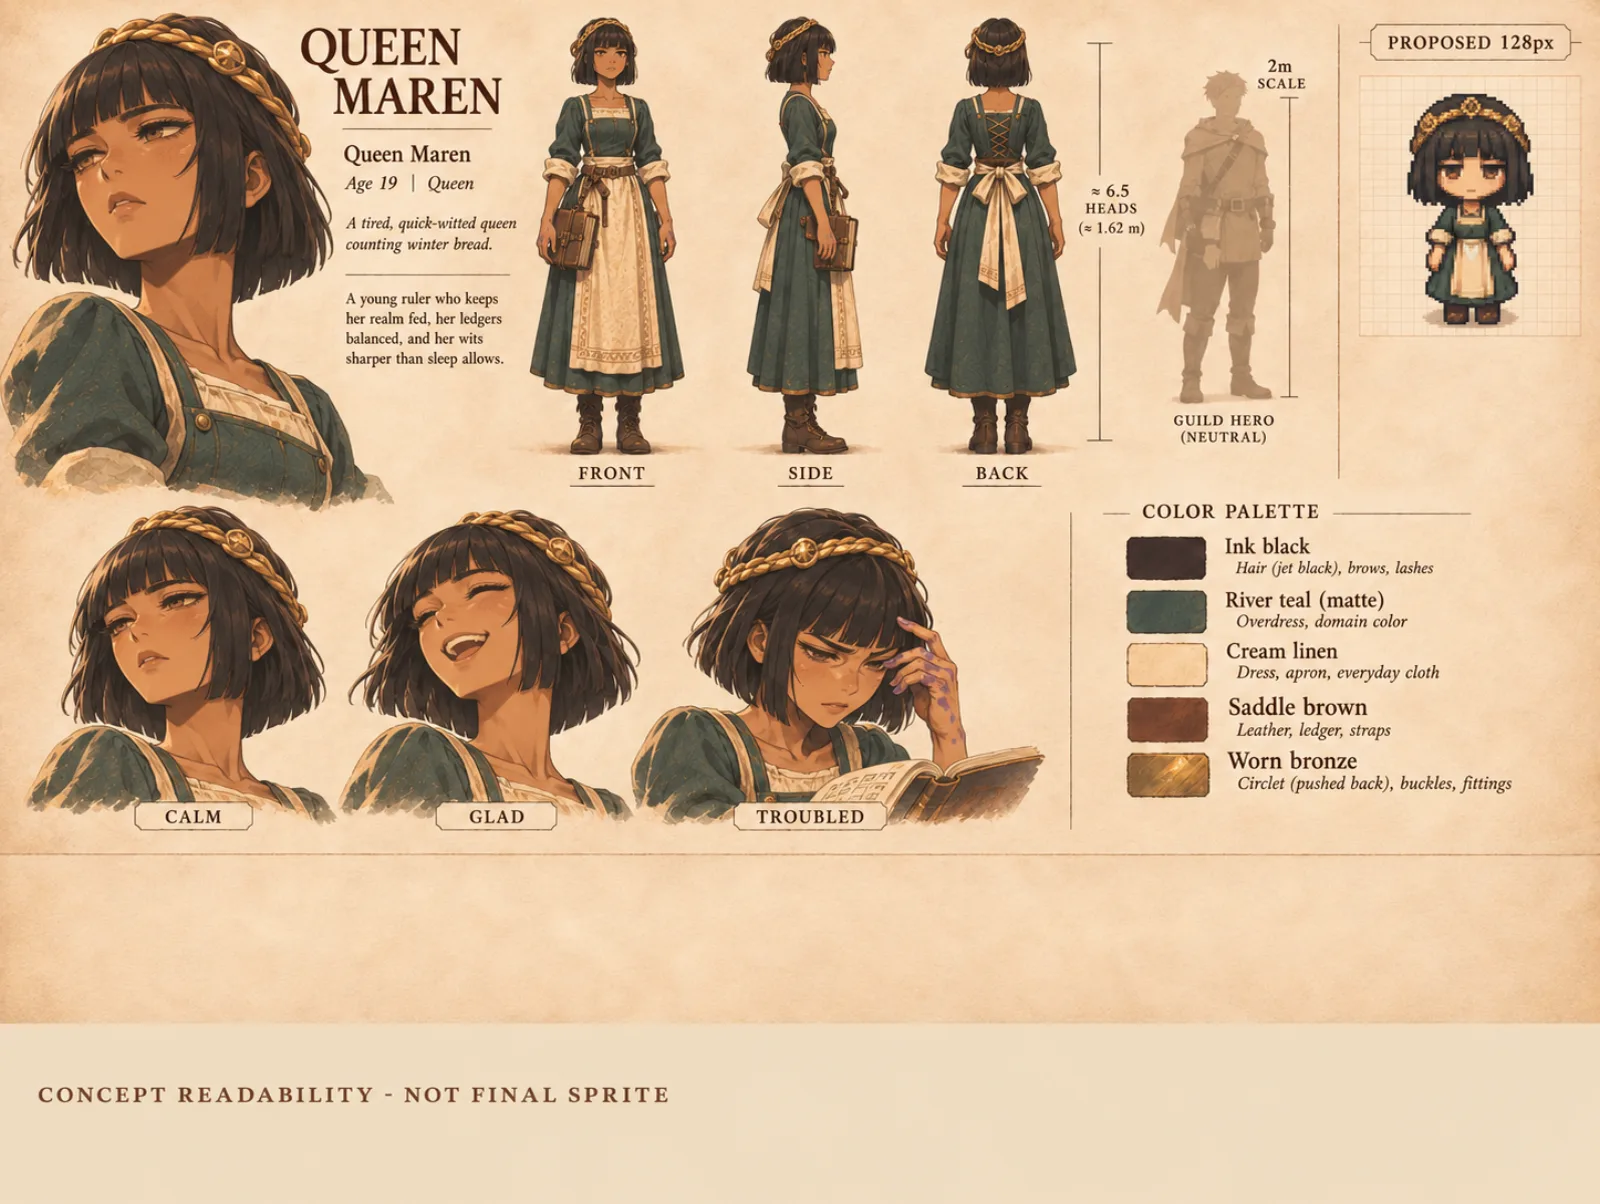 QUEEN
MAREN
Queen Maren
Age 19 | Queen
A tired, quick-witted queen
counting winter bread.
A young ruler who keeps
her realm fed, her ledgers
balanced, and her wits
sharper than sleep allows.
FRONT
SIDE
BACK
≈ 6.5
HEADS
(≈ 1.62 m)
2m
SCALE
GUILD HERO
(NEUTRAL)
PROPOSED 128px
CALM
GLAD
TROUBLED
COLOR PALETTE
Ink black
Hair (jet black), brows, lashes
River teal (matte)
Overdress, domain color
Cream linen
Dress, apron, everyday cloth
Saddle brown
Leather, ledger, straps
Worn bronze
Circlet (pushed back), buckles, fittings
CONCEPT READABILITY - NOT FINAL SPRITE